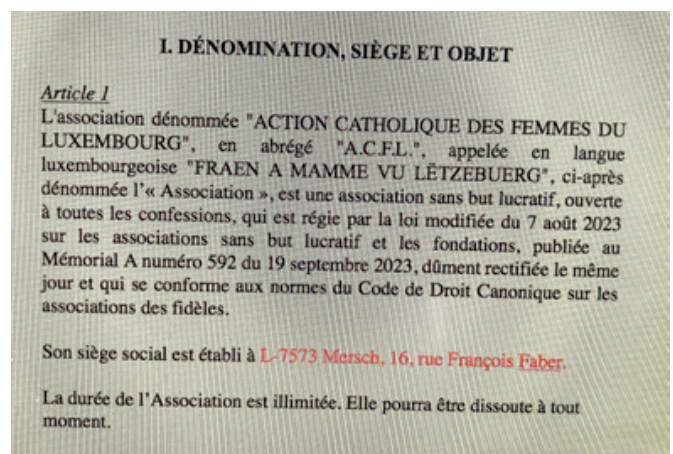 I. DÉNOMINATION, SIÈGE ET OBJET
Article 1
L'association dénommée "ACTION CATHOLIQUE DES FEMMES DU
LUXEMBOURG", en abrégé "A.C.F.L.", appelée en langue
luxembourgeoise "FRAEN A MAMME VU LËTZEBUERG", ci-après
dénommée l'« Association », est une association sans but lucratif, ouverte
à toutes les confessions, qui est régie par la loi modifiée du 7 août 2023
sur les associations sans but lucratif et les fondations, publiée au
Mémorial A numéro 592 du 19 septembre 2023, dûment rectifiée le même
jour et qui se conforme aux normes du Code de Droit Canonique sur les
associations des fidèles.
Son siège social est établi à L-7573 Mersch, 16, rue François Faber.
La durée de l'Association est illimitée. Elle pourra être dissoute à tout
moment.